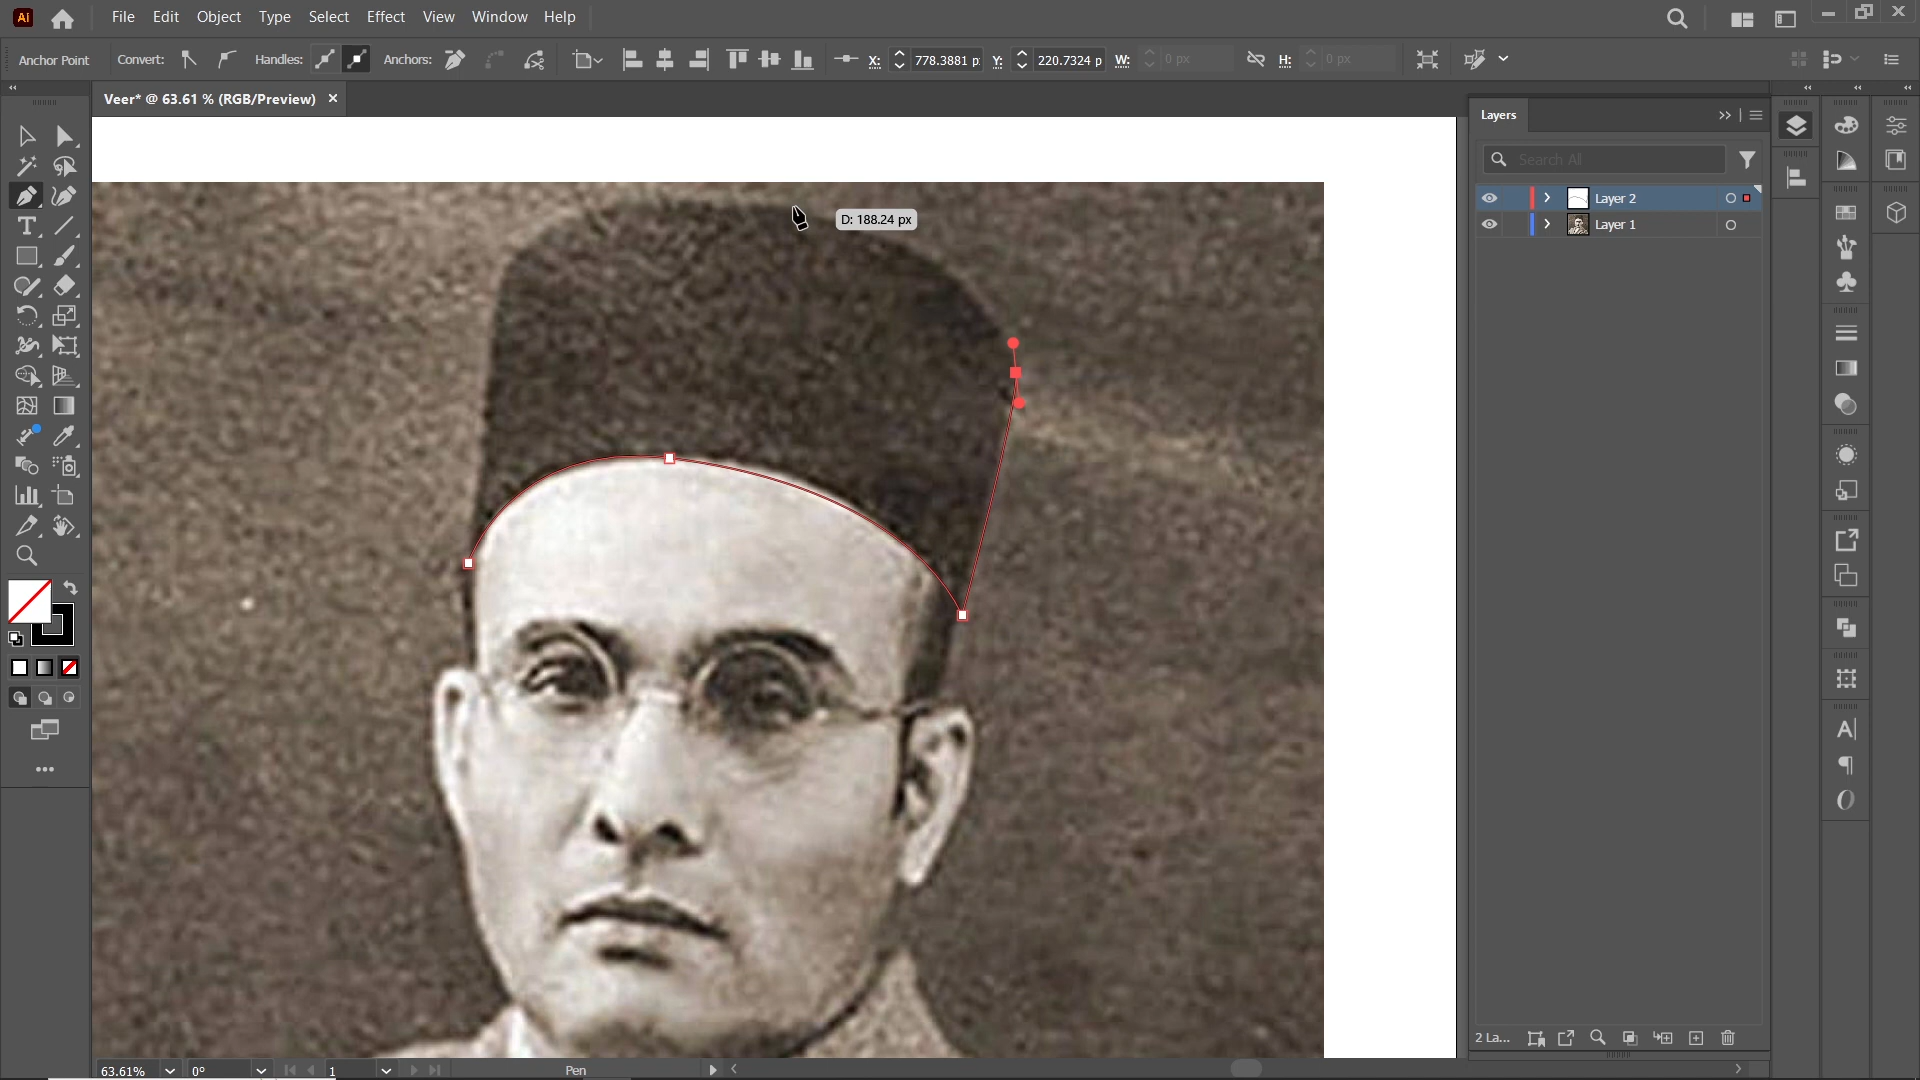 Ai File Edit Object Type Select Effect View Window Help
Anchor Point Convert: Handles: Anchors: X: 778.3881 p Y: 220.7324 p W: 0 px H: 0 px
Veer* @ 63.61 % (RGB/Preview) ×
Layers
Search All
D: 188.24 px
Layer 2
Layer 1
2 La...
63.61% 0° 1 Pen